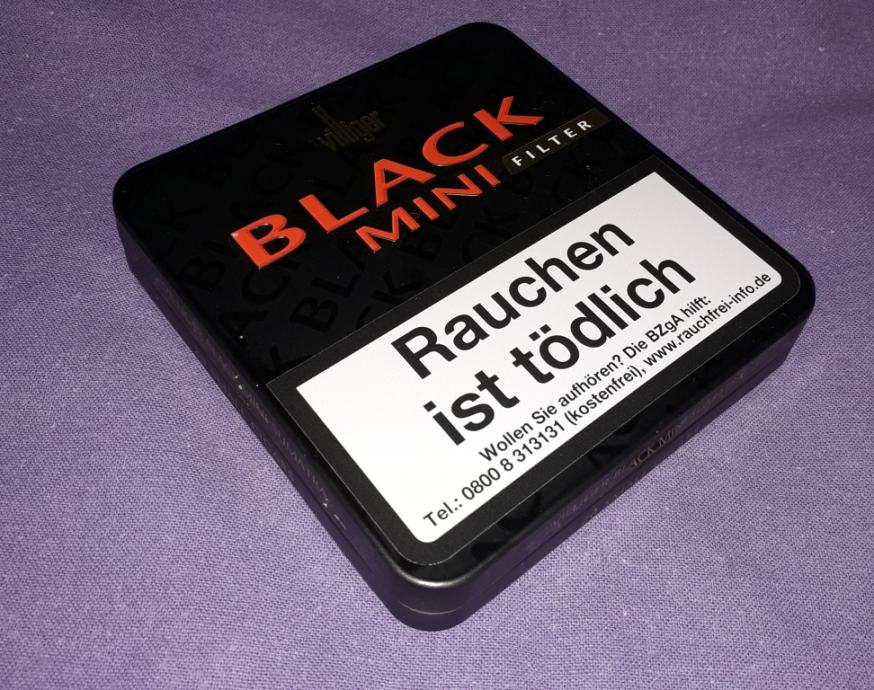 villiger
BLACK
MINI
FILTER
Rauchen
ist tödlich
Wollen Sie aufhören? Die BZgA hilft:
Tel.: 0800 8 313131 (kostenfrei), www.rauchfrei-info.de